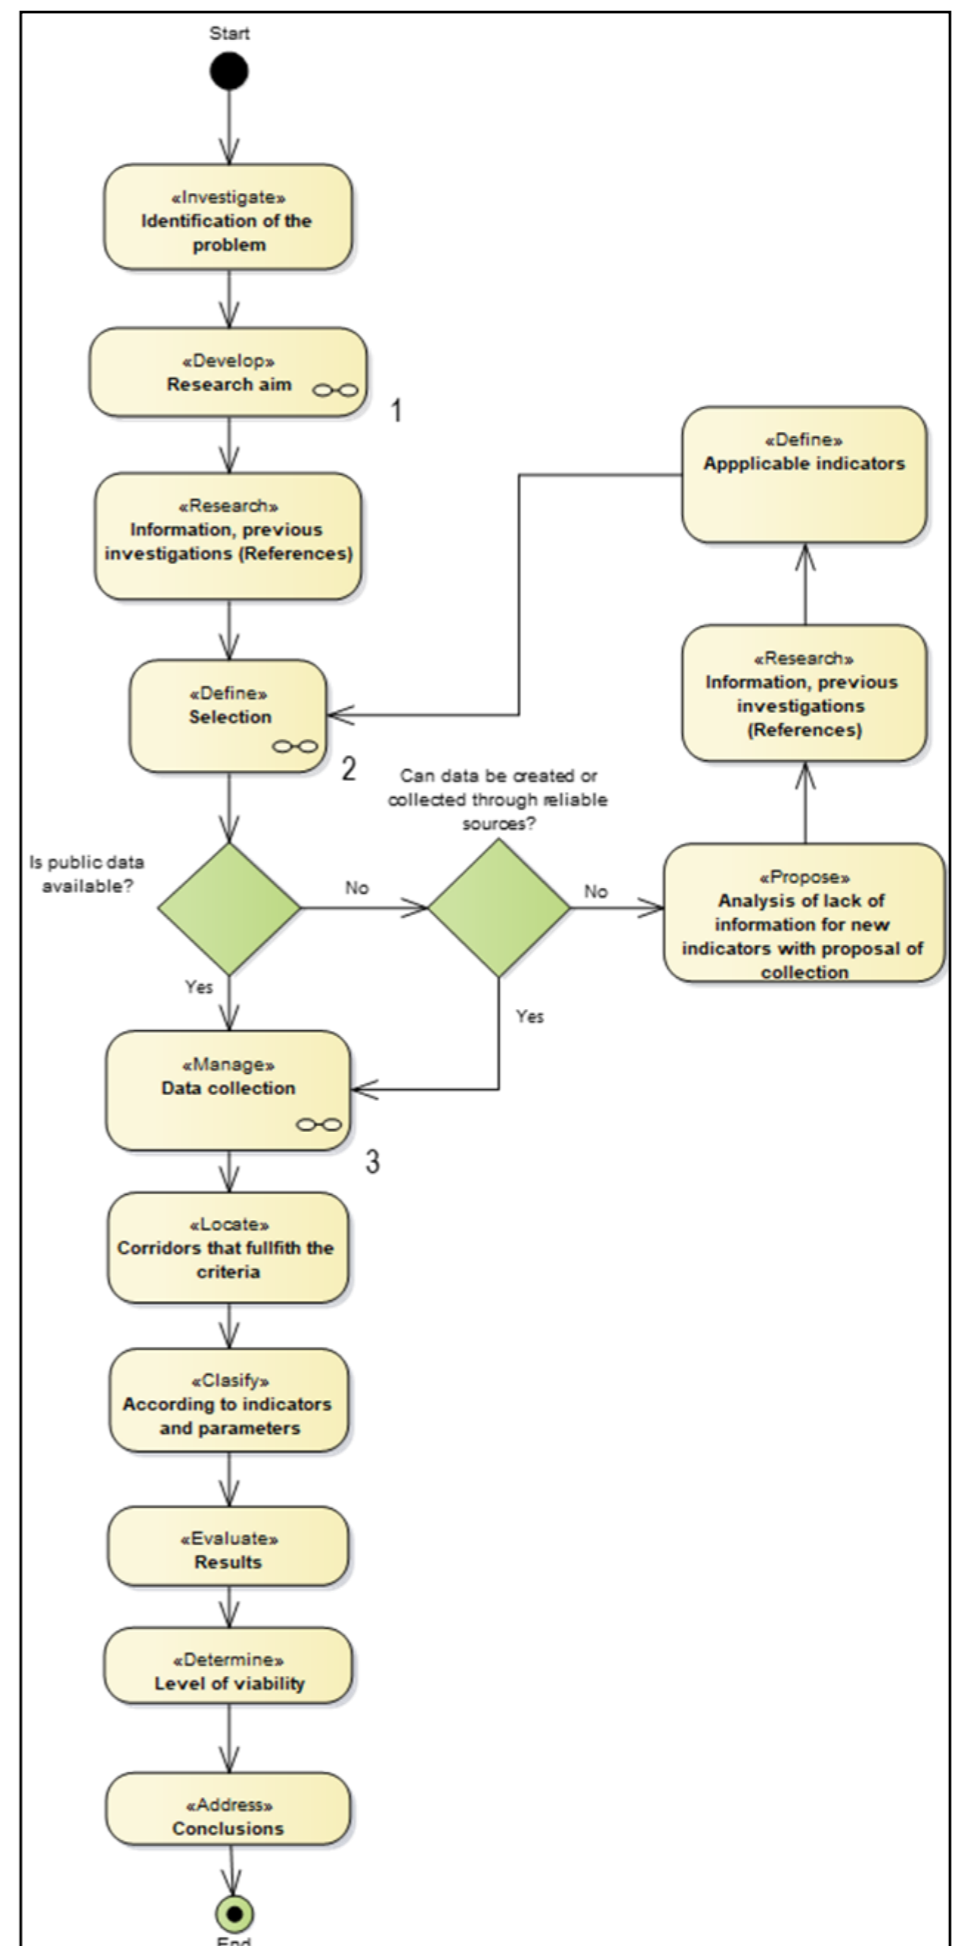 Start
«Investigate»
Identification of the
problem
«Develop»
Research aim
1
«Research»
Information, previous
investigations (References)
«Define»
Selection
2
«Define»
Appplicable indicators
«Research»
Information, previous
investigations
(References)
«Propose»
Analysis of lack of
information for new
indicators with proposal of
collection
Can data be created or
collected through reliable
sources?
Is public data
available?
No
No
Yes
Yes
«Manage»
Data collection
3
«Locate»
Corridors that fullfith the
criteria
«Clasify»
According to indicators
and parameters
«Evaluate»
Results
«Determine»
Level of viability
«Address»
Conclusions
End